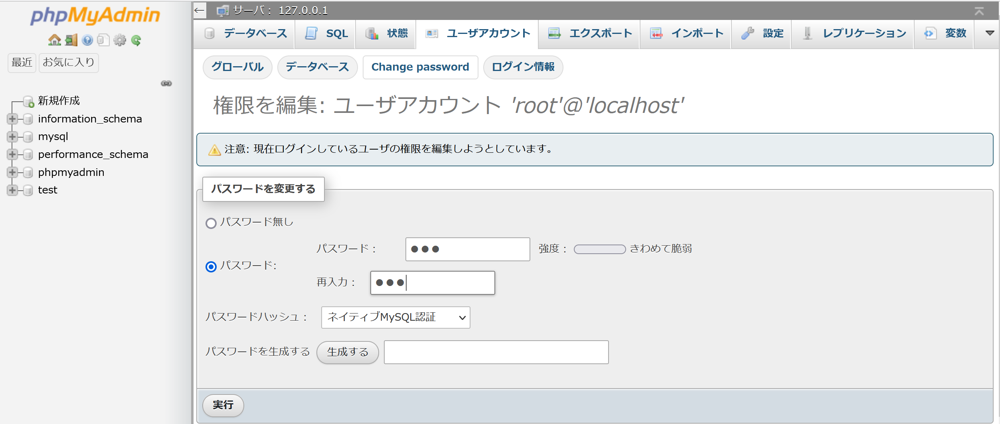 phpMyAdmin
最近 お気に入り
新規作成
information_schema
mysql
performance_schema
phpmyadmin
test
サーバ： 127.0.0.1
データベース SQL 状態 ユーザアカウント エクスポート インポート 設定 レプリケーション 変数
グローバル データベース Change password ログイン情報
権限を編集: ユーザアカウント 'root'@'localhost'
注意: 現在ログインしているユーザの権限を編集しようとしています。
パスワードを変更する
パスワード無し
パスワード： ●●● 強度： きわめて脆弱
パスワード:
再入力： ●●●
パスワードハッシュ： ネイティブMySQL認証
パスワードを生成する 生成する
実行